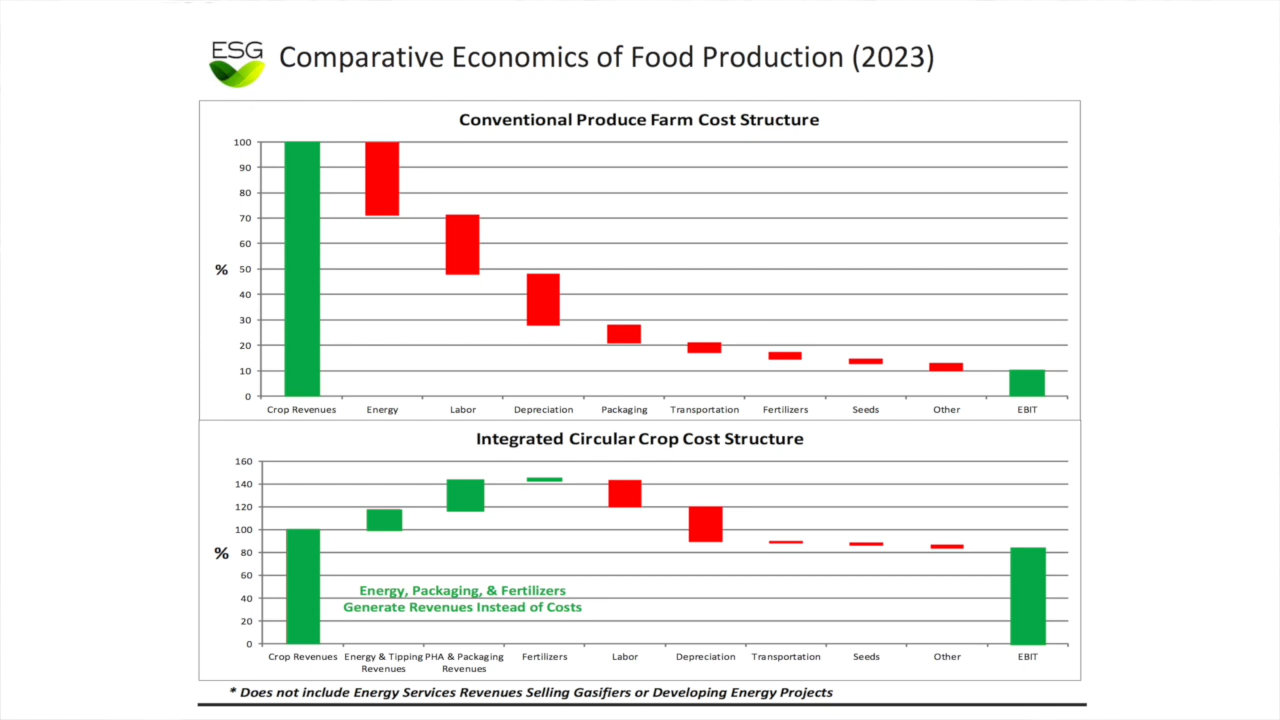 ESG
Comparative Economics of Food Production (2023)
Conventional Produce Farm Cost Structure
100
90
80
70
60
% 50
40
30
20
10
0
Crop Revenues Energy Labor Depreciation Packaging Transportation Fertilizers Seeds Other EBIT
Integrated Circular Crop Cost Structure
160
140
120
100
% 80
60
40
20
0
Energy, Packaging, & Fertilizers
Generate Revenues Instead of Costs
Crop Revenues Energy & Tipping PHA & Packaging Fertilizers Labor Depreciation Transportation Seeds Other EBIT
Revenues Revenues
* Does not include Energy Services Revenues Selling Gasifiers or Developing Energy Projects